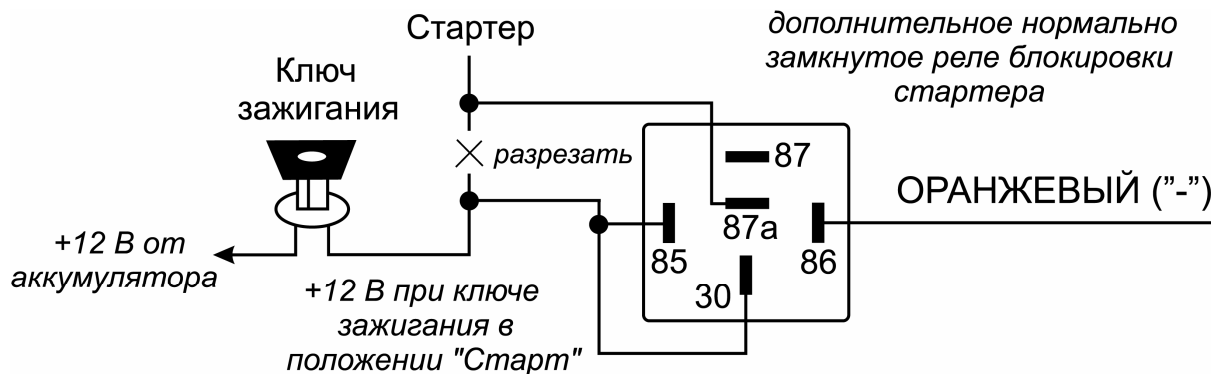 Стартер
дополнительное нормально
замкнутое реле блокировки
стартера
Ключ
зажигания
разрезать
87
87а
85
86
30
ОРАНЖЕВЫЙ ("-")
+12 В от
аккумулятора
+12 В при ключе
зажигания в
положении "Старт"